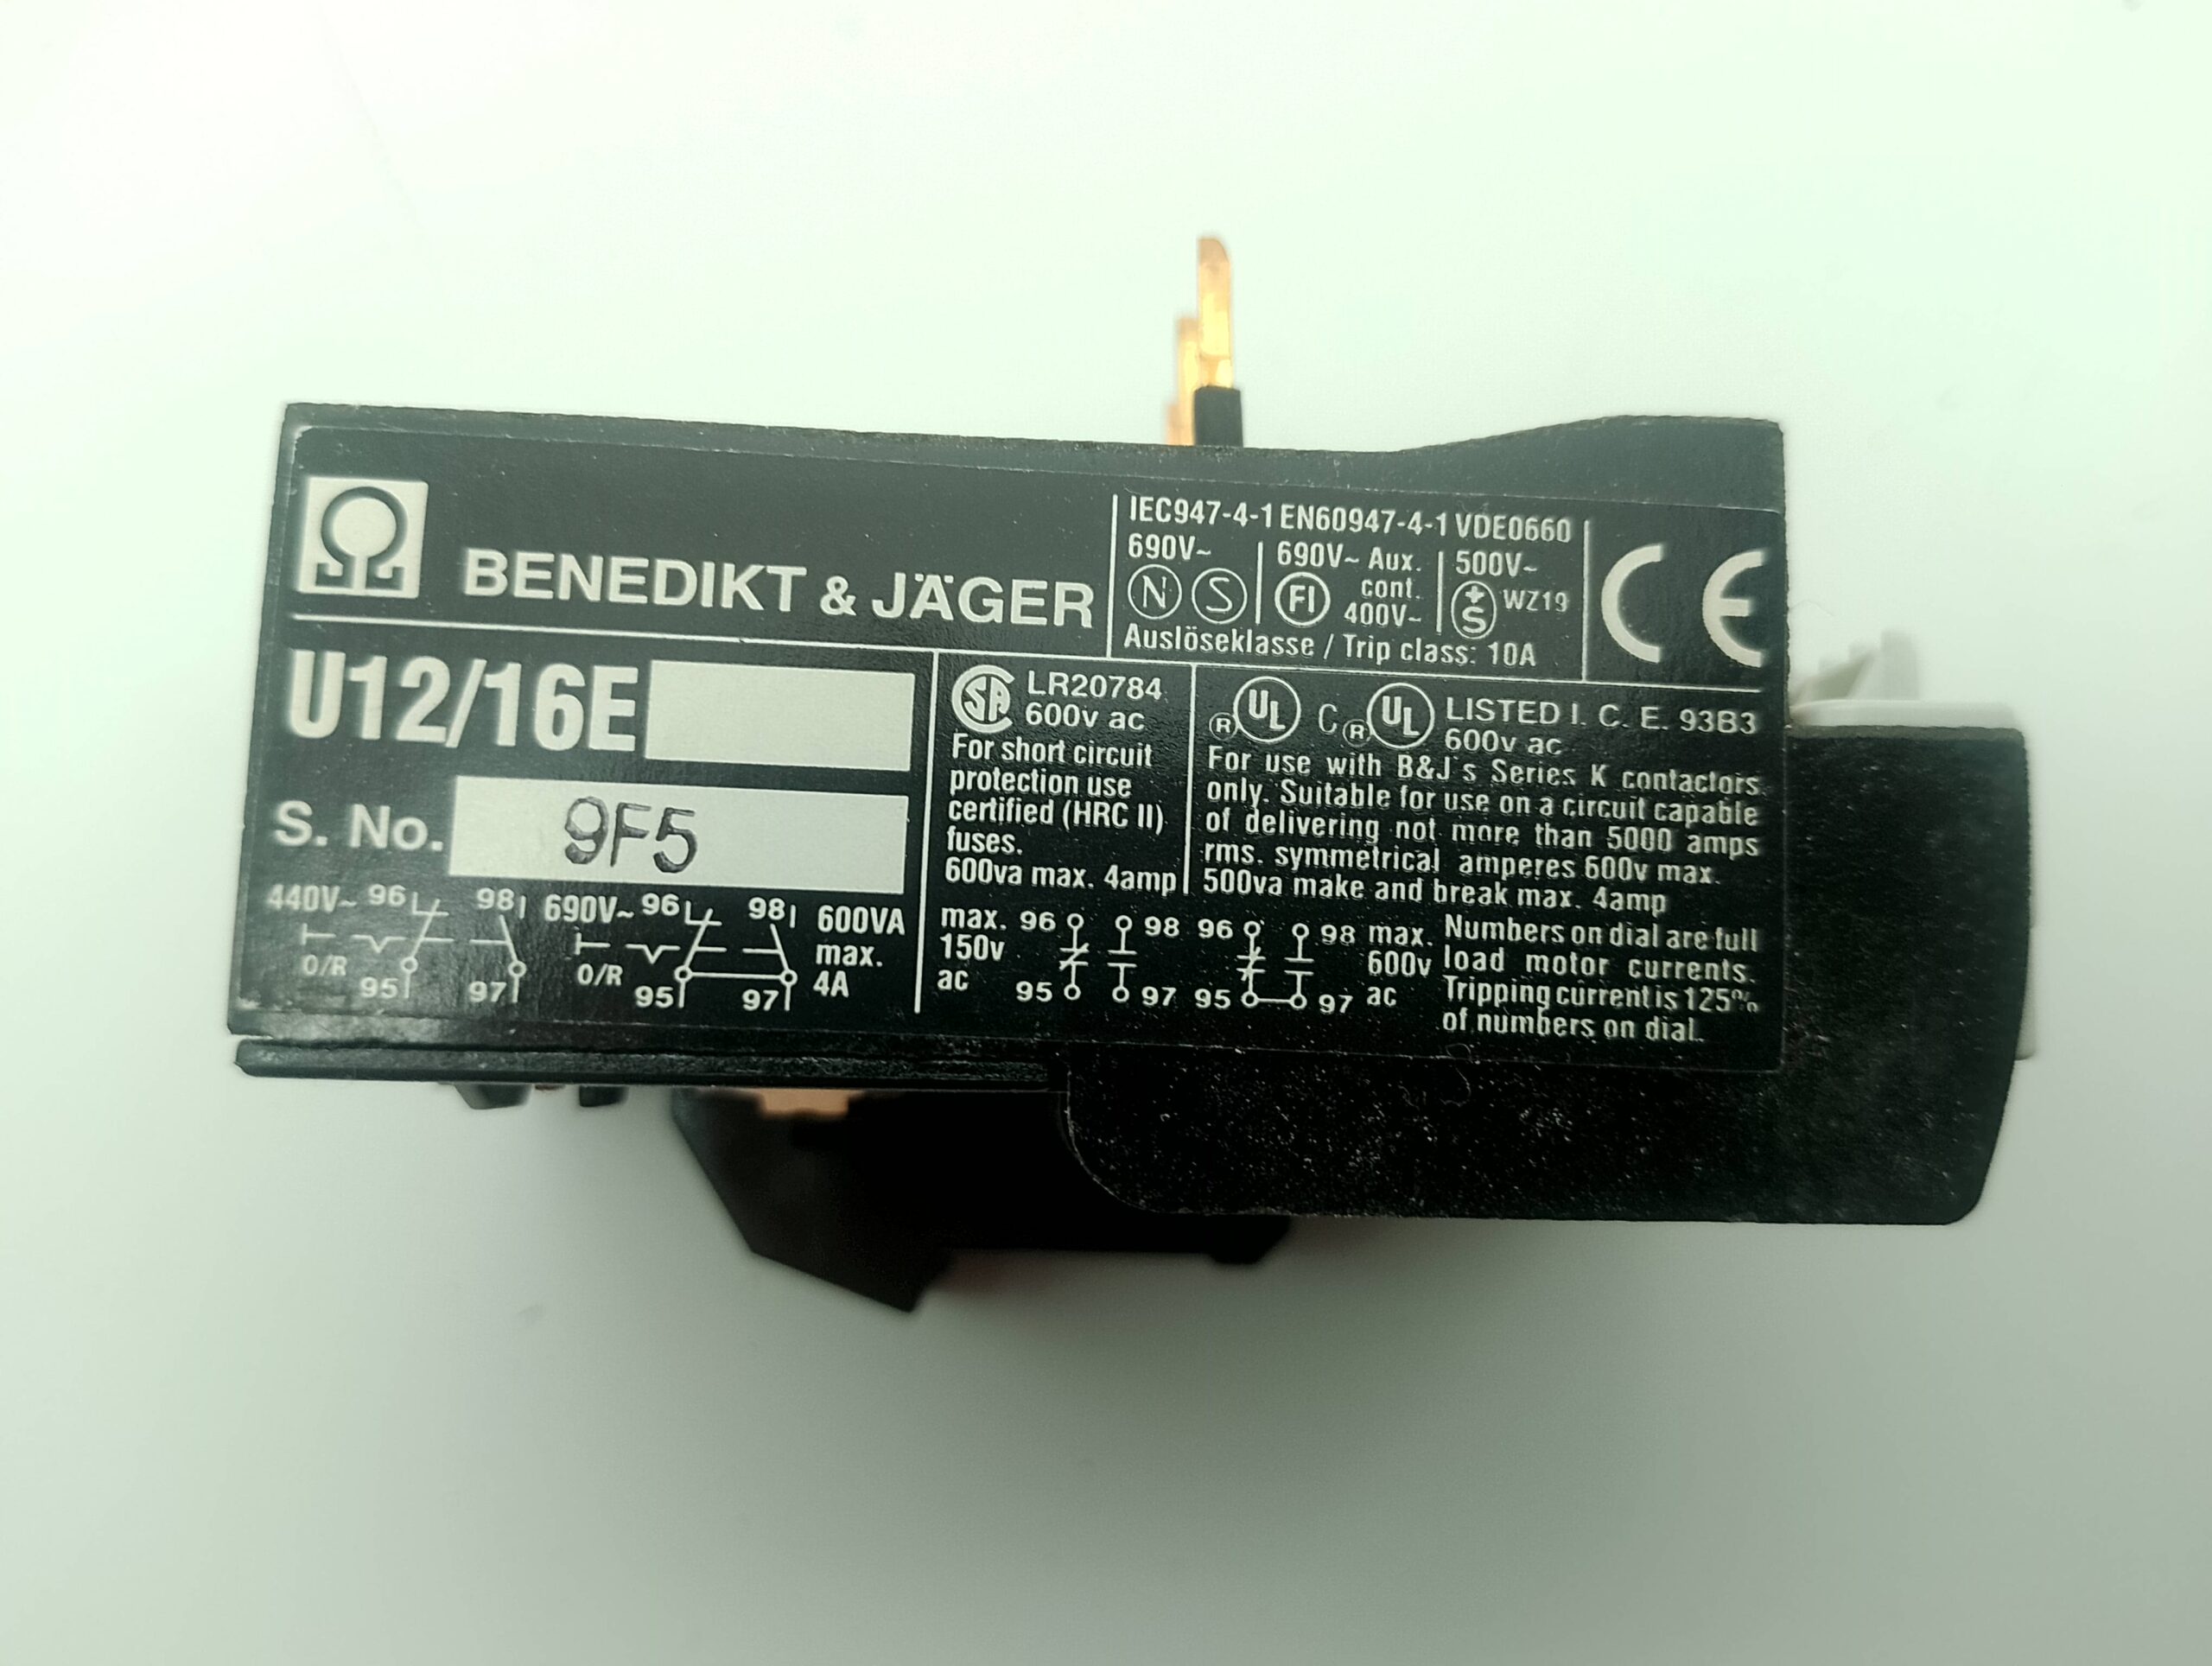 BENEDIKT & JÄGER
IEC947-4-1 EN60947-4-1 VDE0660
690V~ 690V~ Aux. 500V~
N S FI cont. 400V~ +S WZ19
Auslöseklasse / Trip class: 10A
CE
U12/16E
S. No. 9F5
440V~ 96 98 690V~ 96 98 600VA
max.
4A
O/R 95 97 O/R 95 97
SA LR20784
600v ac
For short circuit
protection use
certified (HRC II)
fuses.
600va max. 4amp
® UL C ® UL LISTED I. C. E. 93B3
600v ac
For use with B&J's Series K contactors
only. Suitable for use on a circuit capable
of delivering not more than 5000 amps
rms. symmetrical amperes 600v max.
500va make and break max. 4amp
max. 96 98 96 98 max.
150v 600v
ac 95 97 95 97 ac
Numbers on dial are full
load motor currents.
Tripping current is 125%
of numbers on dial.